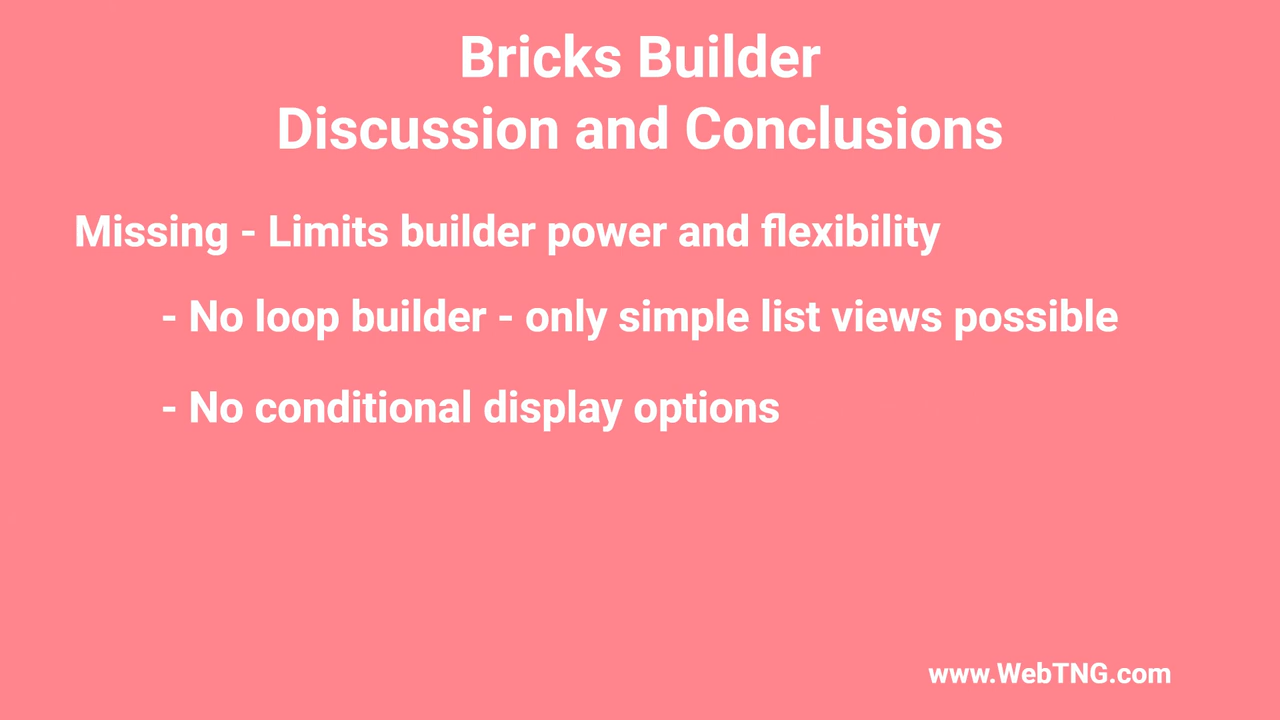 Bricks Builder
Discussion and Conclusions
Missing - Limits builder power and flexibility
- No loop builder - only simple list views possible
- No conditional display options
www.WebTNG.com